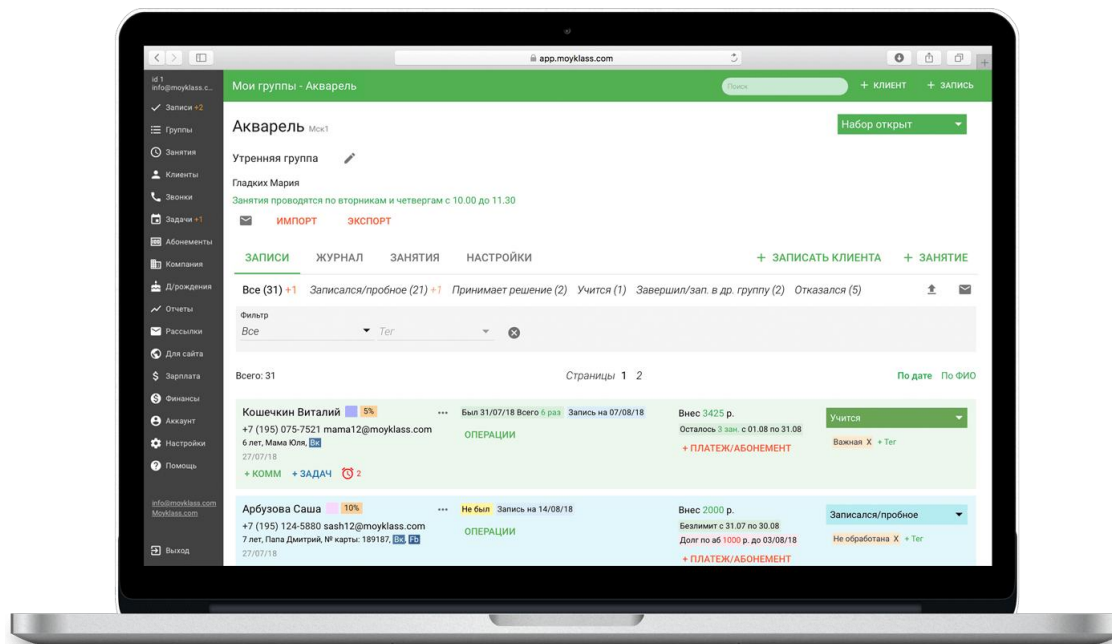 app.moyklass.com
id 1
info@moyklass.c...
Записи +2
Группы
Занятия
Клиенты
Звонки
Задачи +1
Абонементы
Компания
Д/рождения
Отчеты
Рассылки
Для сайта
Зарплата
Финансы
Аккаунт
Настройки
Помощь
info@moyklass.com
Moyklass.com
Выход
Мои группы - Акварель
Поиск
+ КЛИЕНТ
+ ЗАПИСЬ
Акварель Мск1
Набор открыт
Утренняя группа
Гладких Мария
Занятия проводятся по вторникам и четвергам с 10.00 до 11.30
ИМПОРТ ЭКСПОРТ
ЗАПИСИ ЖУРНАЛ ЗАНЯТИЯ НАСТРОЙКИ + ЗАПИСАТЬ КЛИЕНТА + ЗАНЯТИЕ
Все (31) +1 Записался/пробное (21) +1 Принимает решение (2) Учится (1) Завершил/зап. в др. группу (2) Отказался (5)
Фильтр
Все Тег
Всего: 31 Страницы 1 2 По дате По ФИО
Кошечкин Виталий 5% ••• Был 31/07/18 Всего 6 раз Запись на 07/08/18
+7 (195) 075-7521 mama12@moyklass.com
6 лет, Мама Юля, Вк
27/07/18
+ КОММ + ЗАДАЧ 2
ОПЕРАЦИИ
Внес 3425 р.
Осталось 3 зан. с 01.08 по 31.08
+ ПЛАТЕЖ/АБОНЕМЕНТ
Учится
Важная X + Тег
Арбузова Саша 10% ••• Не был Запись на 14/08/18
+7 (195) 124-5880 sash12@moyklass.com
7 лет, Папа Дмитрий, № карты: 189187, Вк Fb
27/07/18
ОПЕРАЦИИ
Внес 2000 р.
Безлимит с 31.07 по 30.08
Долг по аб 1000 р. до 03/08/18
+ ПЛАТЕЖ/АБОНЕМЕНТ
Записался/пробное
Не обработана X + Тег